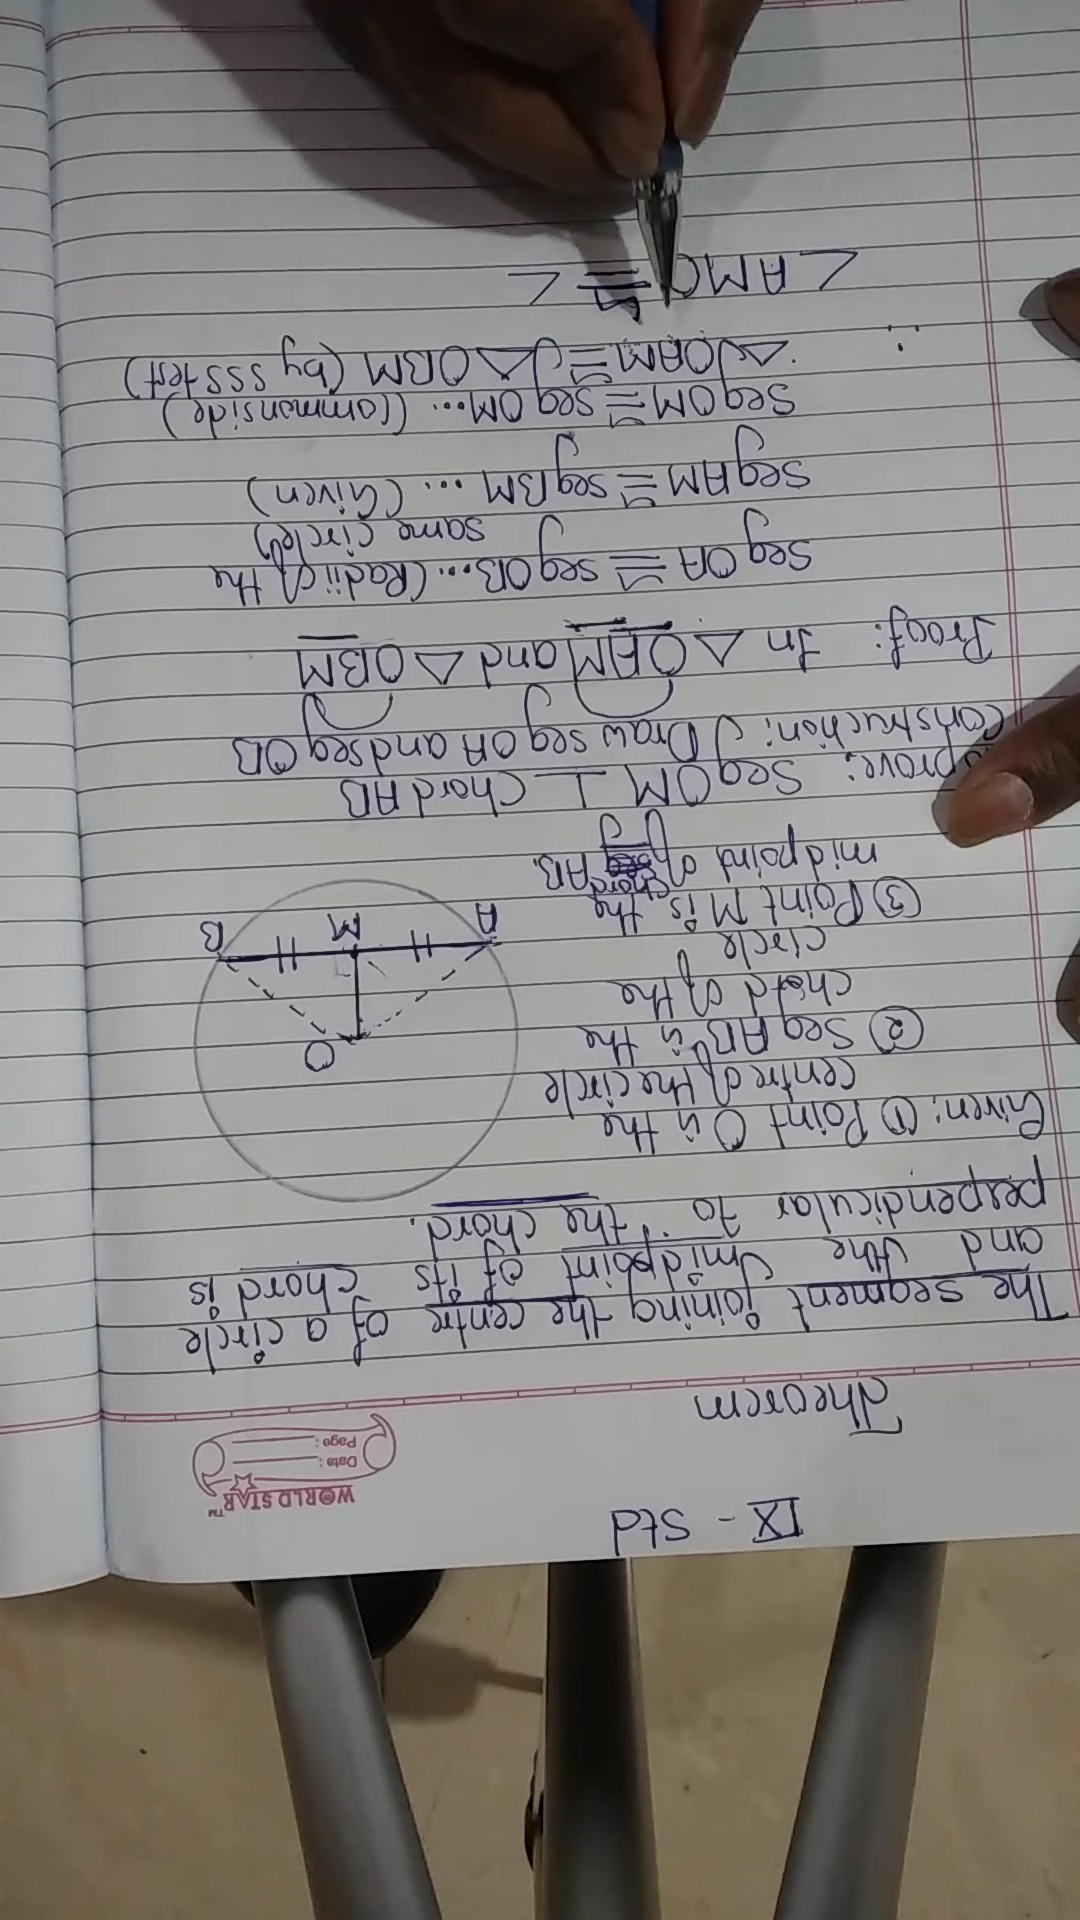 IX - Std
WORLD STAR™
Date :
Page :
Theorem
The segment joining the centre of a circle
and the midpoint of its chord is
perpendicular to the chord.
Given: ① Point O is the
centre of the circle
② Seg AB is the
chord of the
circle
③ Point M is the
midpoint of chord AB.
O
A M B
prove: Seg OM ⊥ Chord AB
Construction: Draw seg OA and seg OB
Proof: In △ OAM and △ OBM
Seg OA ≅ seg OB... (Radii of the
same circle)
Seg AM ≅ seg BM ... (Given)
Seg OM ≅ seg OM... (Common side)
∴ △ OAM ≅ △ OBM (by SSS test)
∠ AMO ≅ ∠